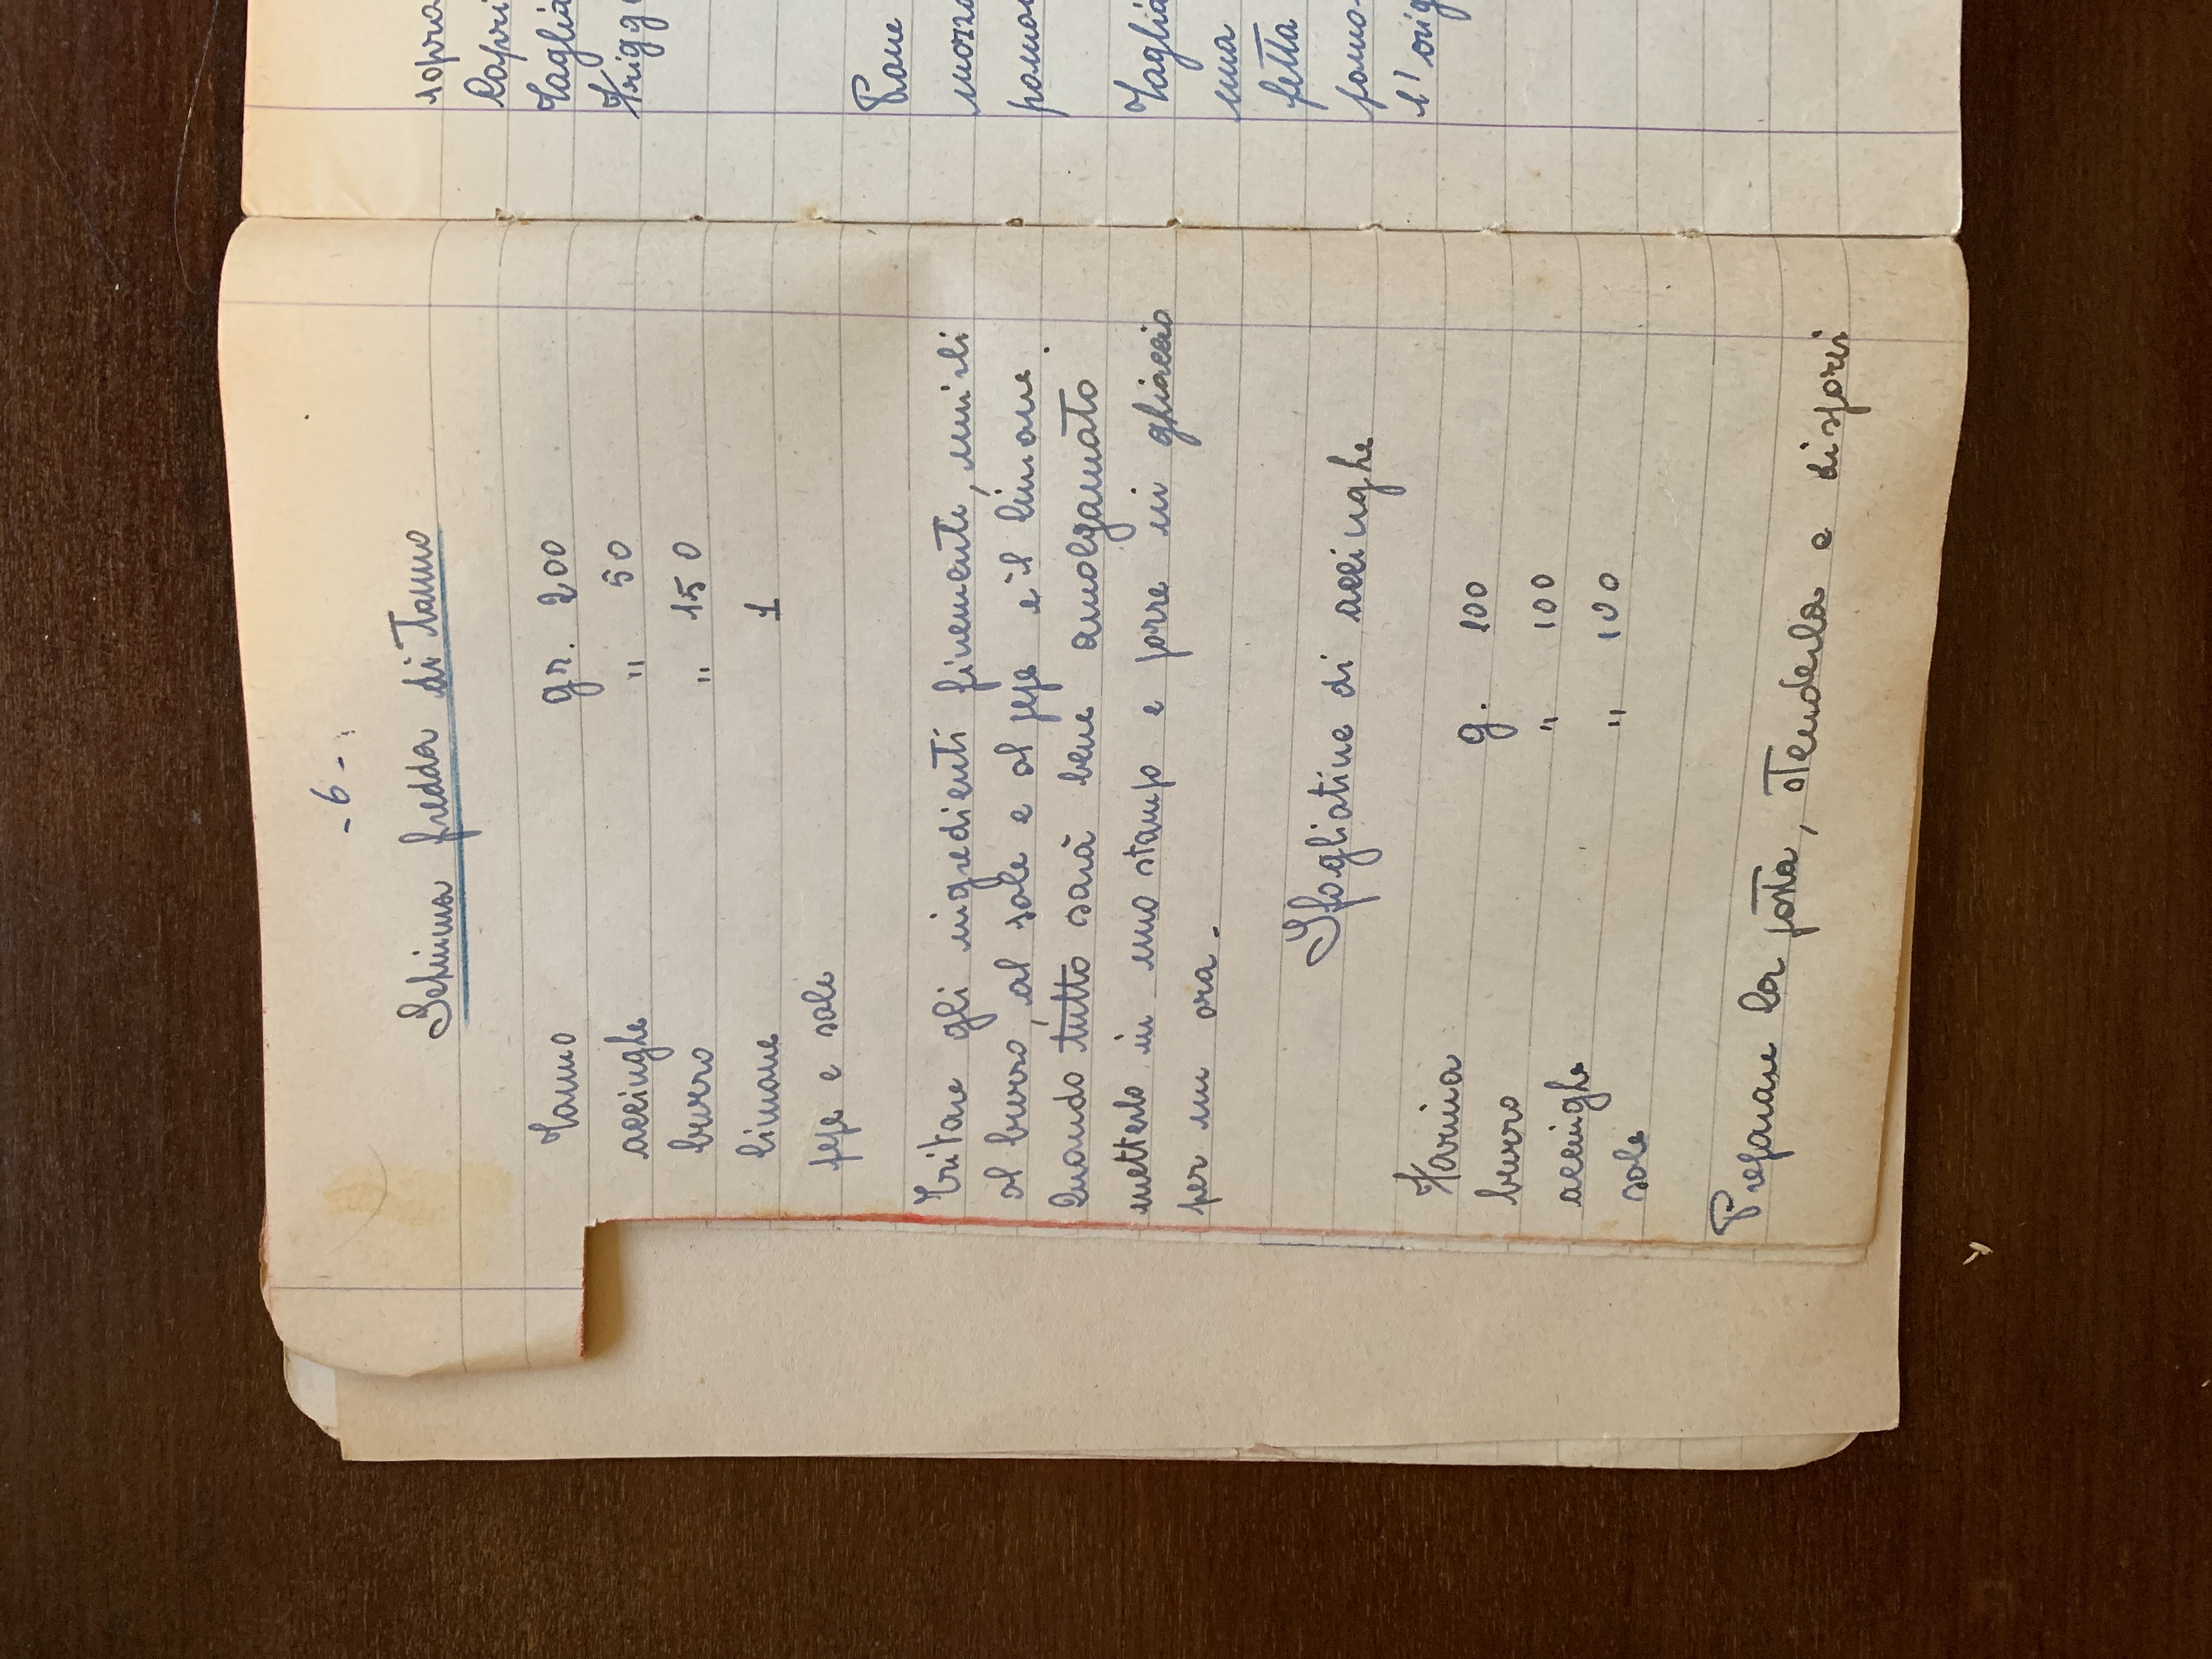 - 6 -
Schiuma fredda di Tonno
Tonno gr. 200
acciughe " 50
burro " 150
limone 1
pepe e sale
Tritare gli ingredienti finemente, unirli
al burro, al sale e al pepe e il limone.
Quando tutto sarà bene amalgamato
metterlo in uno stampo e porre in ghiaccio
per un ora -
Sfogliatine di acciughe
Farina g. 100
burro " 100
acciughe " 100
sale
Preparare la pasta, stenderla e disporvi
sopra
Capri
Taglia
Frigge
Pane
mozza
pomo
Taglia
una
fetta
pomo-
l'orig